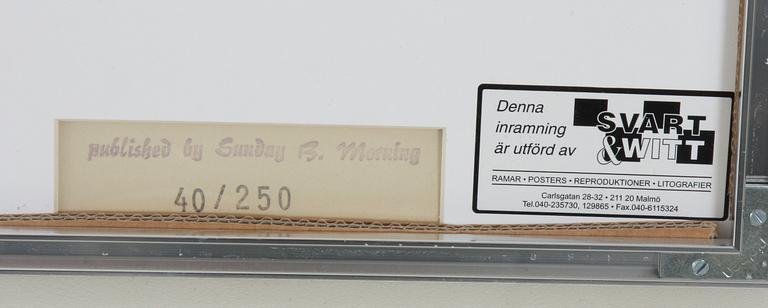 published by Sunday B. Morning
40/250
Denna
inramning
är utförd av
SVART
&WITT
RAMAR • POSTERS • REPRODUKTIONER • LITOGRAFIER
Carlsgatan 28-32 • 211 20 Malmö
Tel.040-235730, 129865 • Fax.040-6115324